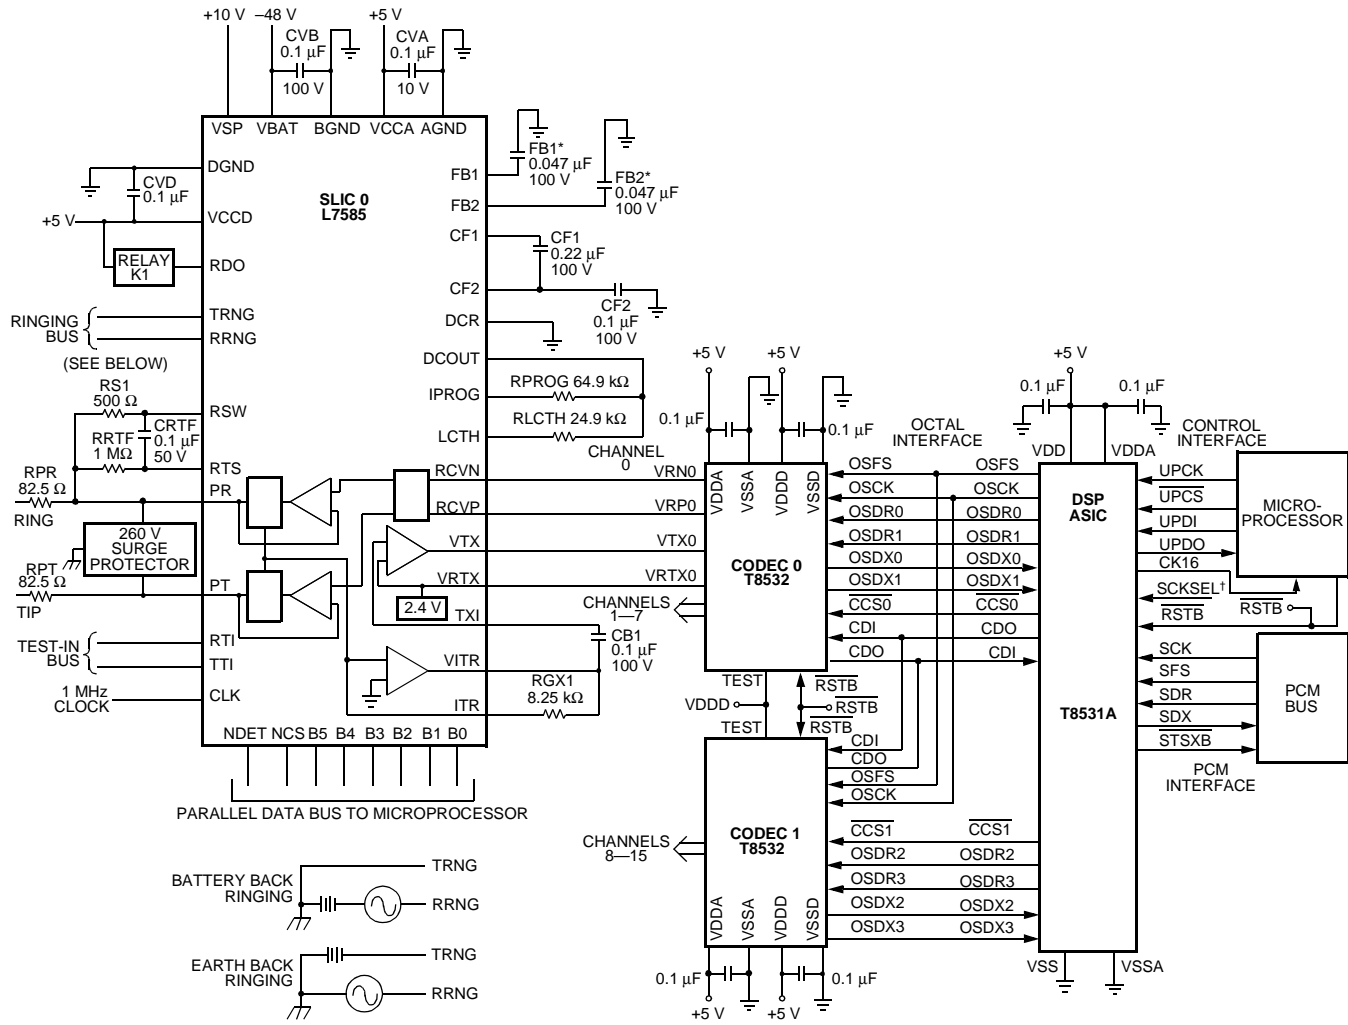 +10 V
–48 V
CVB
0.1 µF
100 V
+5 V
CVA
0.1 µF
10 V
VSP
VBAT
BGND
VCCA
AGND
DGND
CVD
0.1 µF
+5 V
VCCD
RELAY
K1
RDO
RINGING
BUS
TRNG
RRNG
(SEE BELOW)
RS1
500 Ω
RSW
RRTF
1 MΩ
CRTF
0.1 µF
50 V
RTS
RPR
82.5 Ω
RING
PR
260 V
SURGE
PROTECTOR
RPT
82.5 Ω
TIP
PT
TEST-IN
BUS
RTI
TTI
1 MHz
CLOCK
CLK
SLIC 0
L7585
FB1
FB1*
0.047 µF
100 V
FB2
FB2*
0.047 µF
100 V
CF1
CF1
0.22 µF
100 V
CF2
CF2
0.1 µF
100 V
DCR
DCOUT
IPROG
RPROG 64.9 kΩ
LCTH
RLCTH 24.9 kΩ
CHANNEL
0
RCVN
VRN0
RCVP
VRP0
VTX
VTX0
VRTX
VRTX0
2.4 V
TXI
CB1
0.1 µF
100 V
VITR
RGX1
8.25 kΩ
ITR
NDET
NCS
B5
B4
B3
B2
B1
B0
PARALLEL DATA BUS TO MICROPROCESSOR
BATTERY BACK
RINGING
TRNG
RRNG
EARTH BACK
RINGING
TRNG
RRNG
+5 V
+5 V
0.1 µF
0.1 µF
VDDA
VSSA
VDDD
VSSD
CODEC 0
T8532
CHANNELS
1—7
TEST
VDDD
TEST
RSTB
RSTB
RSTB
OCTAL
INTERFACE
OSFS
OSFS
OSCK
OSCK
OSDR0
OSDR0
OSDR1
OSDR1
OSDX0
OSDX0
OSDX1
OSDX1
CCS0
CCS0
CDI
CDO
CDO
CDI
CDI
CDO
OSFS
OSCK
CODEC 1
T8532
CHANNELS
8—15
CCS1
CCS1
OSDR2
OSDR2
OSDR3
OSDR3
OSDX2
OSDX2
OSDX3
OSDX3
VDDA
VSSA
VDDD
VSSD
0.1 µF
0.1 µF
+5 V
+5 V
+5 V
0.1 µF
0.1 µF
VDD
VDDA
DSP
ASIC
T8531A
VSS
VSSA
CONTROL
INTERFACE
UPCK
UPCS
UPDI
UPDO
CK16
SCKSEL†
RSTB
RSTB
MICRO-
PROCESSOR
SCK
SFS
SDR
SDX
STSXB
PCM
BUS
PCM
INTERFACE